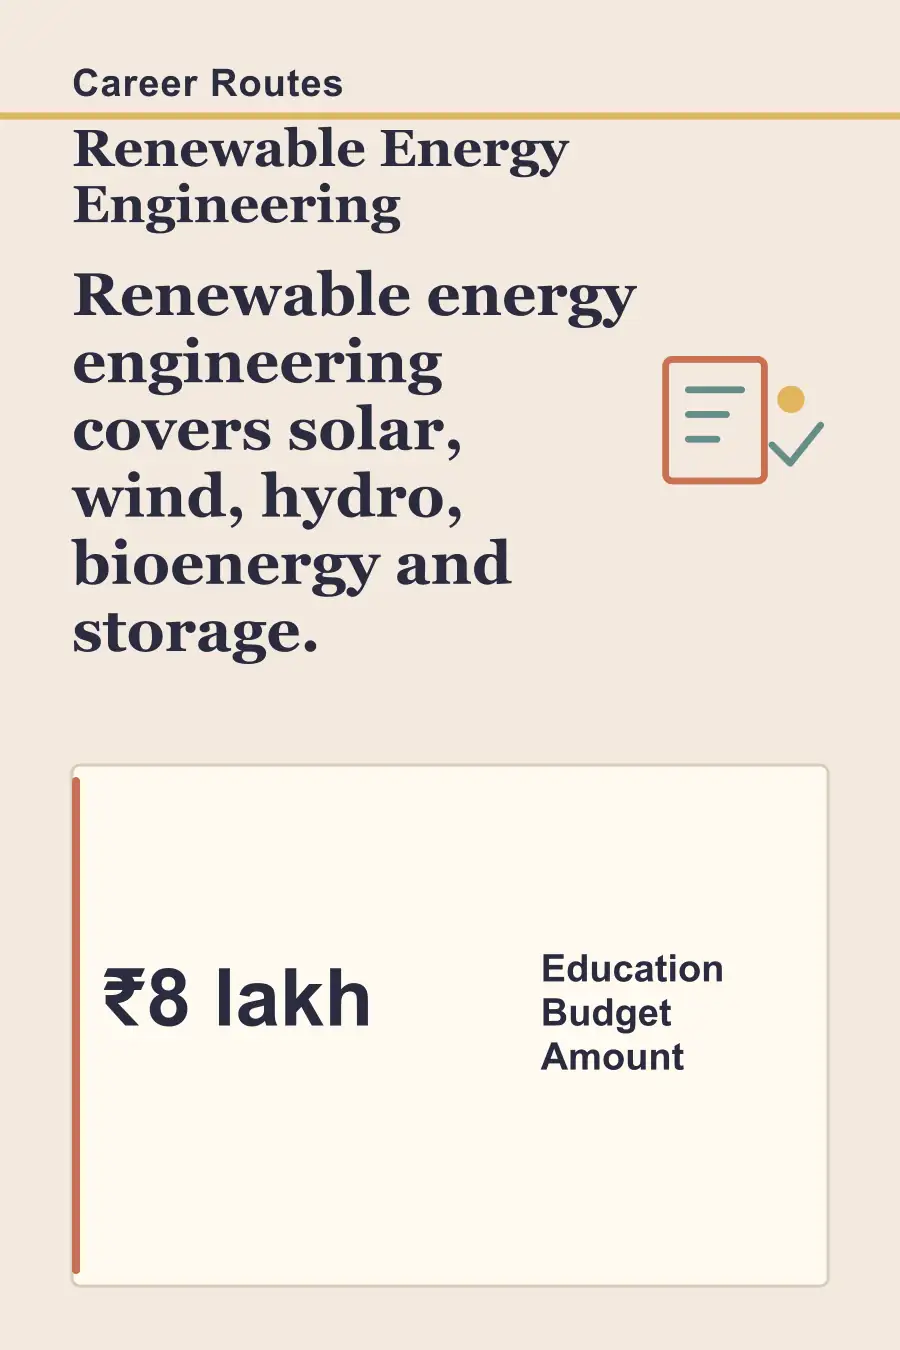 Career Routes
Renewable Energy
Engineering
Renewable energy
engineering
covers solar,
wind, hydro,
bioenergy and
storage.
₹8 lakh
Education
Budget
Amount